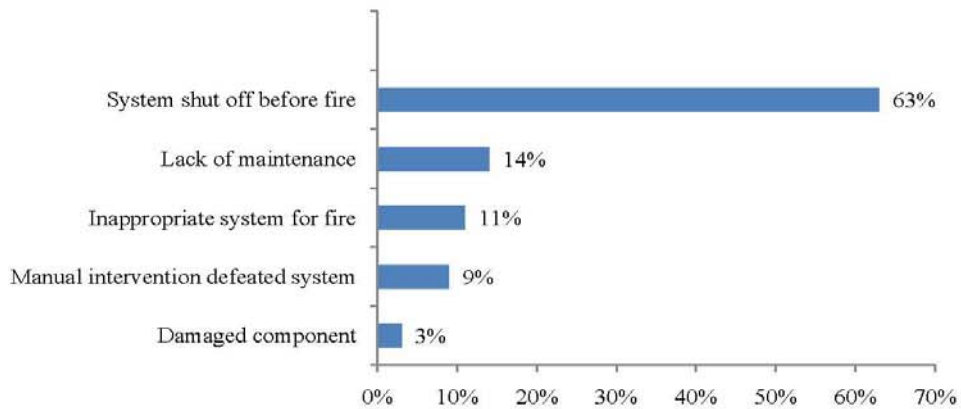 System shut off before fire 63%
Lack of maintenance 14%
Inappropriate system for fire 11%
Manual intervention defeated system 9%
Damaged component 3%
0% 10% 20% 30% 40% 50% 60% 70%